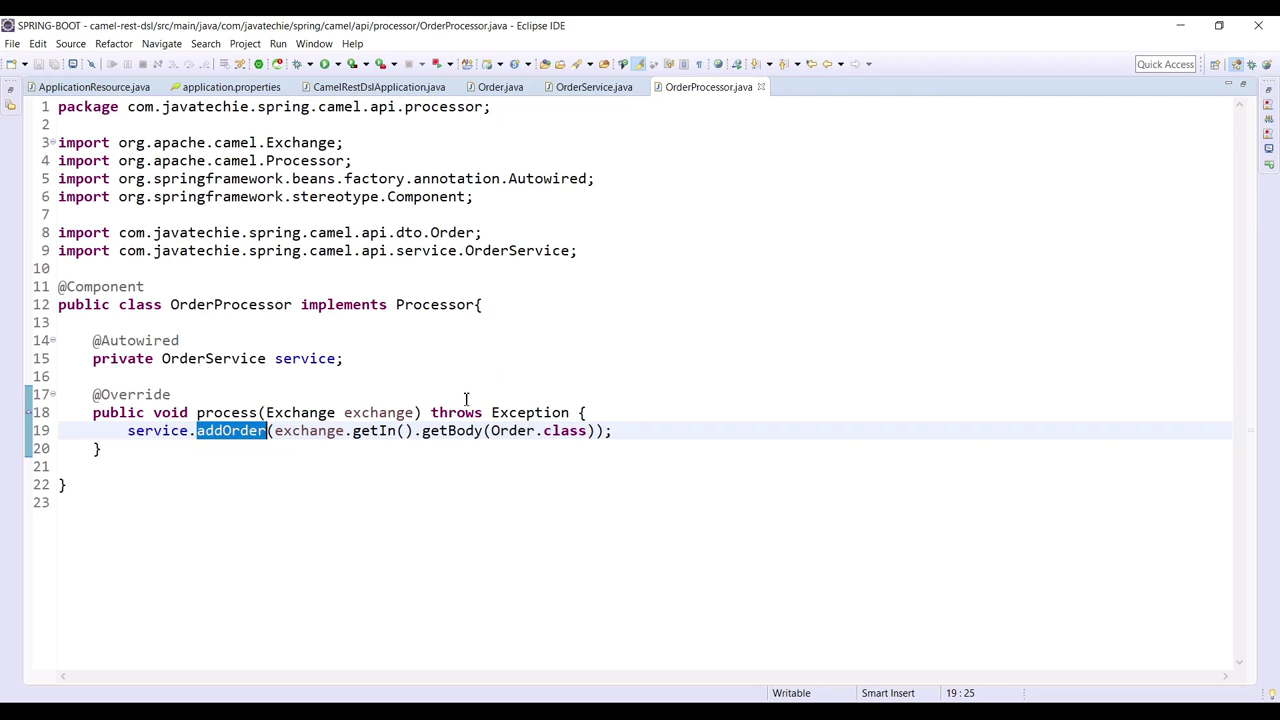 SPRING-BOOT - camel-rest-dsl/src/main/java/com/javatechie/spring/camel/api/processor/OrderProcessor.java - Eclipse IDE
File Edit Source Refactor Navigate Search Project Run Window Help
Quick Access
ApplicationResource.java application.properties CamelRestDslApplication.java Order.java OrderService.java OrderProcessor.java
1 package com.javatechie.spring.camel.api.processor;
2
3 import org.apache.camel.Exchange;
4 import org.apache.camel.Processor;
5 import org.springframework.beans.factory.annotation.Autowired;
6 import org.springframework.stereotype.Component;
7
8 import com.javatechie.spring.camel.api.dto.Order;
9 import com.javatechie.spring.camel.api.service.OrderService;
10
11 @Component
12 public class OrderProcessor implements Processor{
13
14 @Autowired
15 private OrderService service;
16
17 @Override
18 public void process(Exchange exchange) throws Exception {
19 service.addOrder(exchange.getIn().getBody(Order.class));
20 }
21
22 }
23
Writable Smart Insert 19 : 25